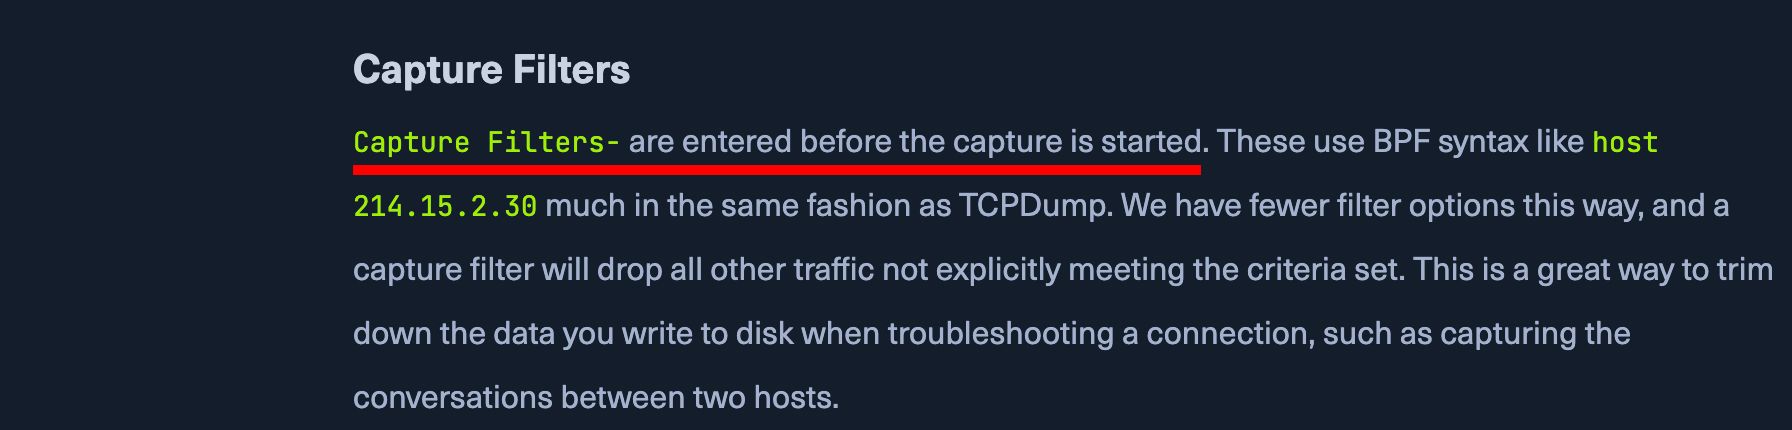 Capture Filters
Capture Filters- are entered before the capture is started. These use BPF syntax like host
214.15.2.30 much in the same fashion as TCPDump. We have fewer filter options this way, and a
capture filter will drop all other traffic not explicitly meeting the criteria set. This is a great way to trim
down the data you write to disk when troubleshooting a connection, such as capturing the
conversations between two hosts.